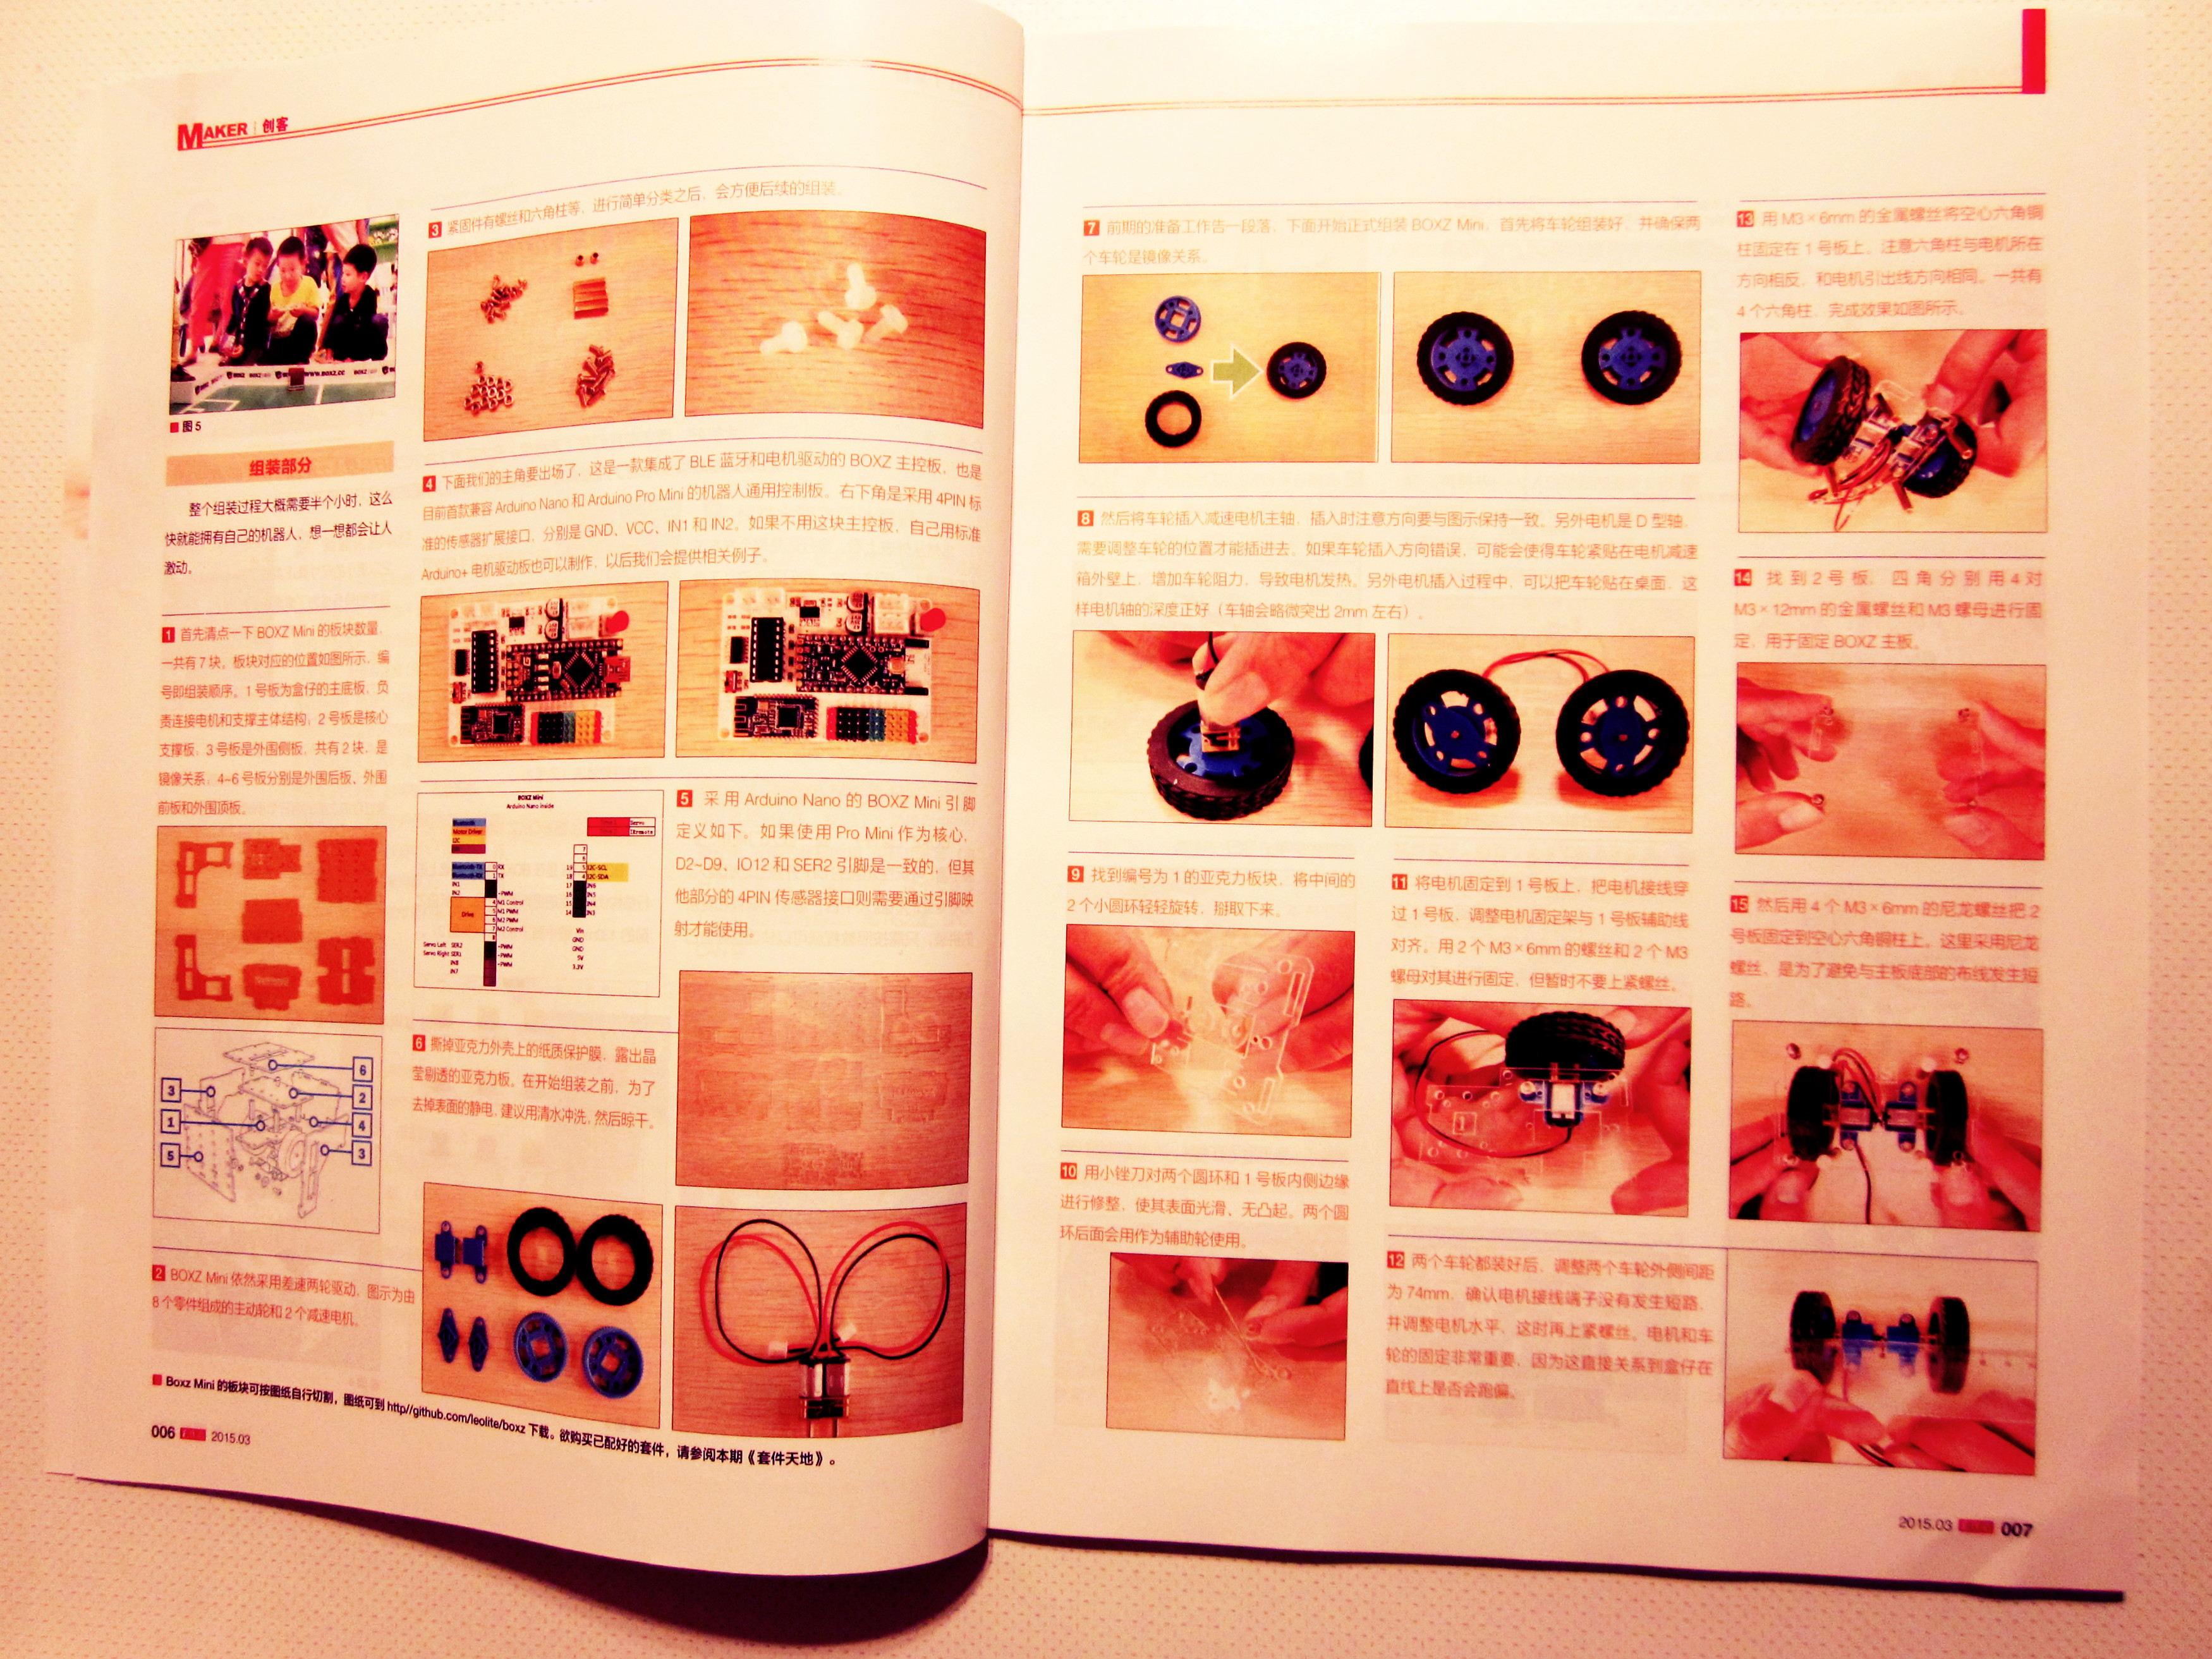 MAKER 创客
图5
组装部分
整个组装过程大概需要半个小时，这么
快就能拥有自己的机器人，想一想都会让人
激动。
1 首先清点一下 BOXZ Mini 的板块数量，
一共有 7 块。板块对应的位置如图所示，编
号即组装顺序。1 号板为盒仔的主底板，负
责连接电机和支撑主体结构；2 号板是核心
支撑板，3 号板是外围侧板，共有 2 块，是
镜像关系，4~6 号板分别是外围后板、外围
前板和外围顶板。
3
1
5
6
2
4
3
2 BOXZ Mini 依然采用差速两轮驱动，图示为由
8 个零件组成的主动轮和 2 个减速电机。
3 紧固件有螺丝和六角柱等，进行简单分类之后，会方便后续的组装。
4 下面我们的主角要出场了，这是一款集成了 BLE 蓝牙和电机驱动的 BOXZ 主控板，也是
目前首款兼容 Arduino Nano 和 Arduino Pro Mini 的机器人通用控制板。右下角是采用 4PIN 标
准的传感器扩展接口，分别是 GND、VCC、IN1 和 IN2。如果不用这块主控板，自己用标准
Arduino+ 电机驱动板也可以制作，以后我们会提供相关例子。
BOXZ Mini
Arduino Nano Inside
5 采用 Arduino Nano 的 BOXZ Mini 引脚
定义如下。如果使用 Pro Mini 作为核心，
D2~D9、IO12 和 SER2 引脚是一致的，但其
他部分的 4PIN 传感器接口则需要通过引脚映
射才能使用。
6 撕掉亚克力外壳上的纸质保护膜，露出晶
莹剔透的亚克力板。在开始组装之前，为了
去掉表面的静电，建议用清水冲洗，然后晾干。
Boxz Mini 的板块可按图纸自行切割，图纸可到 http//github.com/leolite/boxz 下载。欲购买已配好的套件，请参阅本期《套件天地》。
006 2015.03
7 前期的准备工作告一段落，下面开始正式组装 BOXZ Mini，首先将车轮组装好，并确保两
个车轮是镜像关系。
8 然后将车轮插入减速电机主轴，插入时注意方向要与图示保持一致。另外电机是 D 型轴，
需要调整车轮的位置才能插进去。如果车轮插入方向错误，可能会使得车轮紧贴在电机减速
箱外壁上，增加车轮阻力，导致电机发热。另外电机插入过程中，可以把车轮贴在桌面，这
样电机轴的深度正好（车轴会略微突出 2mm 左右）。
9 找到编号为 1 的亚克力板块，将中间的
2 个小圆环轻轻旋转，掰取下来。
10 用小锉刀对两个圆环和 1 号板内侧边缘
进行修整，使其表面光滑、无凸起。两个圆
环后面会用作为辅助轮使用。
11 将电机固定到 1 号板上，把电机接线穿
过 1 号板，调整电机固定架与 1 号板辅助线
对齐。用 2 个 M3×6mm 的螺丝和 2 个 M3
螺母对其进行固定，但暂时不要上紧螺丝。
12 两个车轮都装好后，调整两个车轮外侧间距
为 74mm，确认电机接线端子没有发生短路，
并调整电机水平，这时再上紧螺丝。电机和车
轮的固定非常重要，因为这直接关系到盒仔在
直线上是否会跑偏。
13 用 M3×6mm 的金属螺丝将空心六角铜
柱固定在 1 号板上。注意六角柱与电机所在
方向相反，和电机引出线方向相同。一共有
4 个六角柱，完成效果如图所示。
14 找到 2 号板，四角分别用 4 对
M3×12mm 的金属螺丝和 M3 螺母进行固
定，用于固定 BOXZ 主板。
15 然后用 4 个 M3×6mm 的尼龙螺丝把 2
号板固定到空心六角铜柱上。这里采用尼龙
螺丝，是为了避免与主板底部的布线发生短
路。
2015.03 007